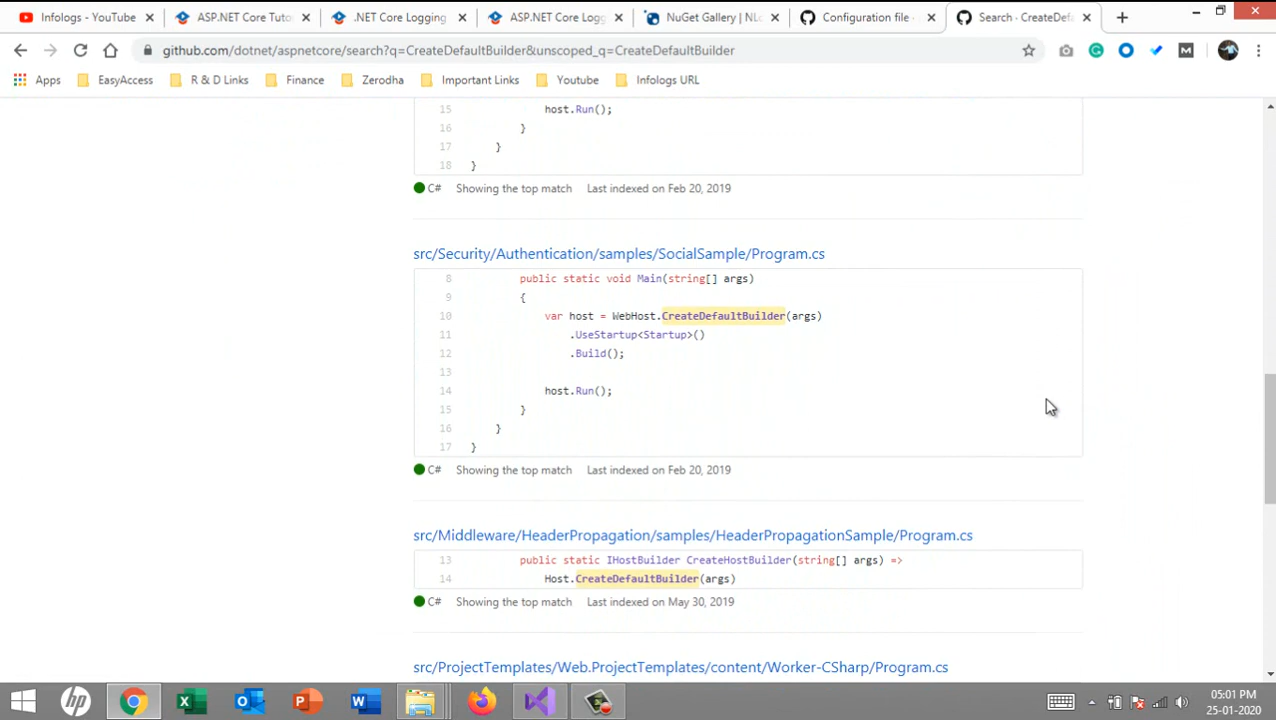 Infologs - YouTube
ASP.NET Core Tuto
.NET Core Logging
ASP.NET Core Logg
NuGet Gallery | NLo
Configuration file ·
Search · CreateDefa
github.com/dotnet/aspnetcore/search?q=CreateDefaultBuilder&unscoped_q=CreateDefaultBuilder
Apps
EasyAccess
R & D Links
Finance
Zerodha
Important Links
Youtube
Infologs URL
15 host.Run();
16 }
17 }
18 }
C# Showing the top match Last indexed on Feb 20, 2019
src/Security/Authentication/samples/SocialSample/Program.cs
8 public static void Main(string[] args)
9 {
10 var host = WebHost.CreateDefaultBuilder(args)
11 .UseStartup<Startup>()
12 .Build();
13
14 host.Run();
15 }
16 }
17 }
C# Showing the top match Last indexed on Feb 20, 2019
src/Middleware/HeaderPropagation/samples/HeaderPropagationSample/Program.cs
13 public static IHostBuilder CreateHostBuilder(string[] args) =>
14 Host.CreateDefaultBuilder(args)
C# Showing the top match Last indexed on May 30, 2019
src/ProjectTemplates/Web.ProjectTemplates/content/Worker-CSharp/Program.cs
05:01 PM
25-01-2020